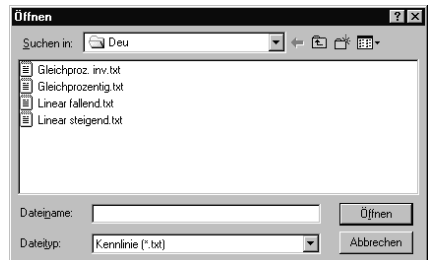 Öffnen
Suchen in: Deu
Gleichproz. inv.txt
Gleichprozentig.txt
Linear fallend.txt
Linear steigend.txt
Dateiname: Öffnen
Dateityp: Kennlinie (*.txt) Abbrechen